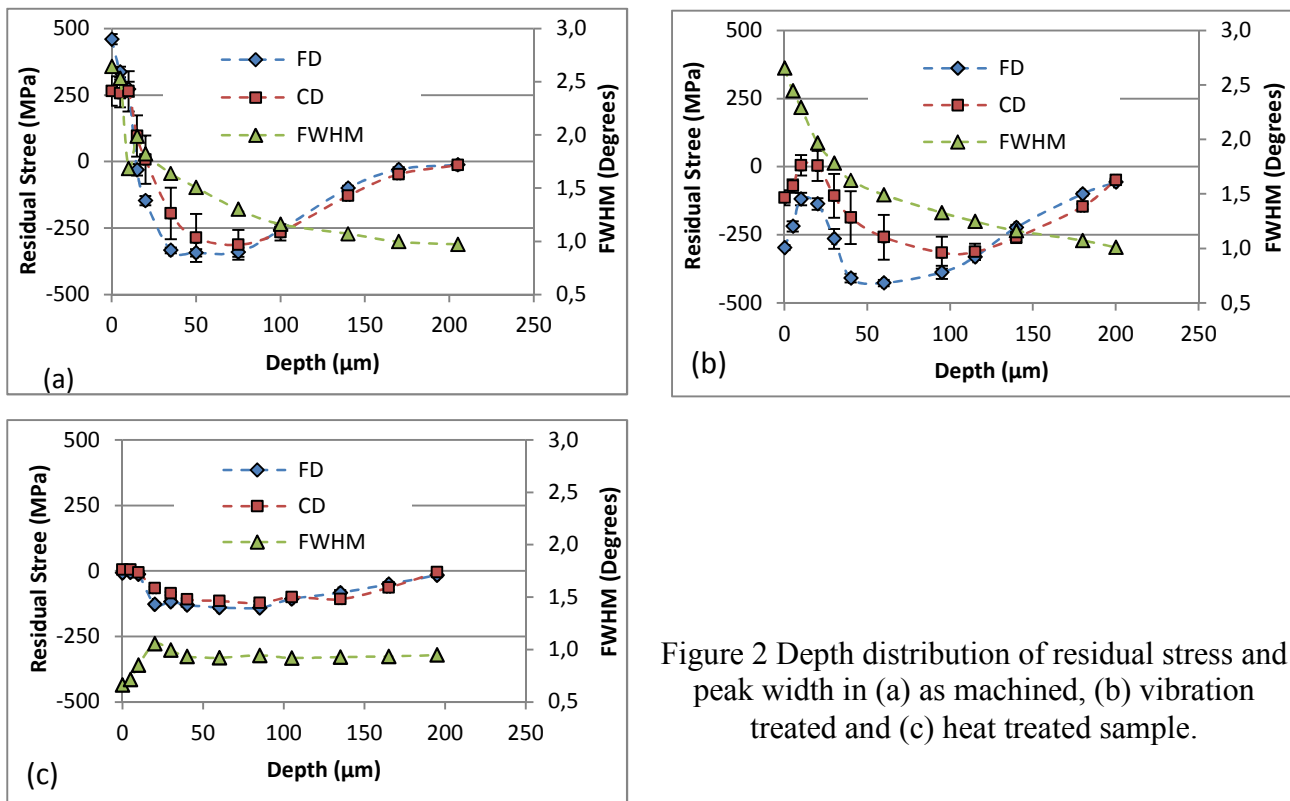 500
250
0
-250
-500
Residual Stree (MPa)
FD
CD
FWHM
3,0
2,5
2,0
1,5
1,0
0,5
FWHM (Degrees)
0 50 100 150 200 250
Depth (µm)
(a)
500
250
0
-250
-500
Residual Stree (MPa)
FD
CD
FWHM
3,0
2,5
2,0
1,5
1,0
0,5
FWHM (Degrees)
0 50 100 150 200 250
Depth (µm)
(b)
500
250
0
-250
-500
Residual Stree (MPa)
FD
CD
FWHM
3,0
2,5
2,0
1,5
1,0
0,5
FWHM (Degrees)
0 50 100 150 200 250
Depth (µm)
(c)
Figure 2 Depth distribution of residual stress and
peak width in (a) as machined, (b) vibration
treated and (c) heat treated sample.